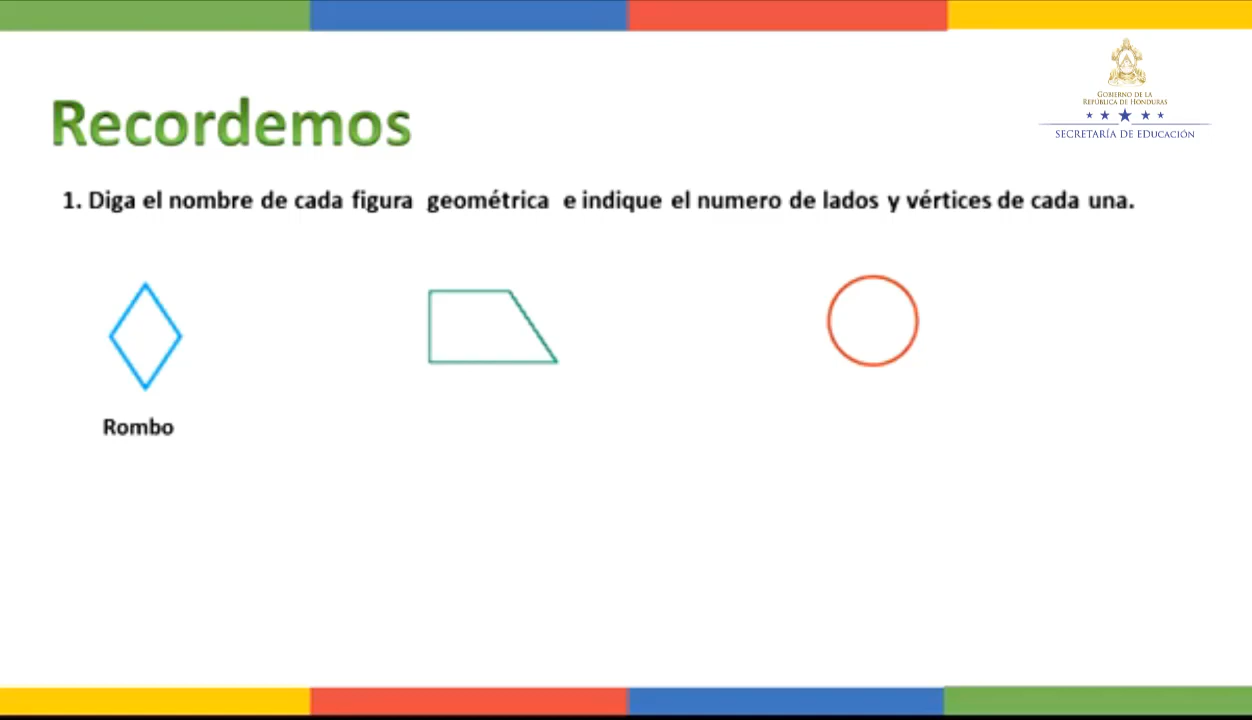 GOBIERNO DE LA
REPÚBLICA DE HONDURAS
SECRETARÍA DE EDUCACIÓN
Recordemos
1. Diga el nombre de cada figura geométrica e indique el numero de lados y vértices de cada una.
Rombo